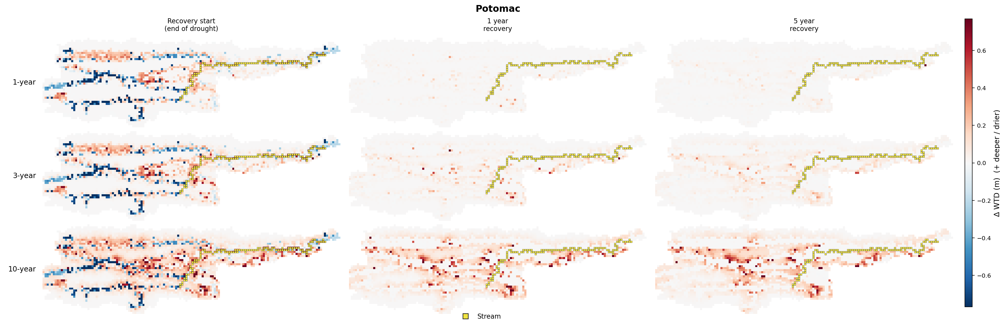 Potomac
Recovery start
(end of drought)
1 year
recovery
5 year
recovery
1-year
3-year
10-year
0.6
0.4
0.2
0.0
−0.2
−0.4
−0.6
Δ WTD (m)  (+ deeper / drier)
Stream